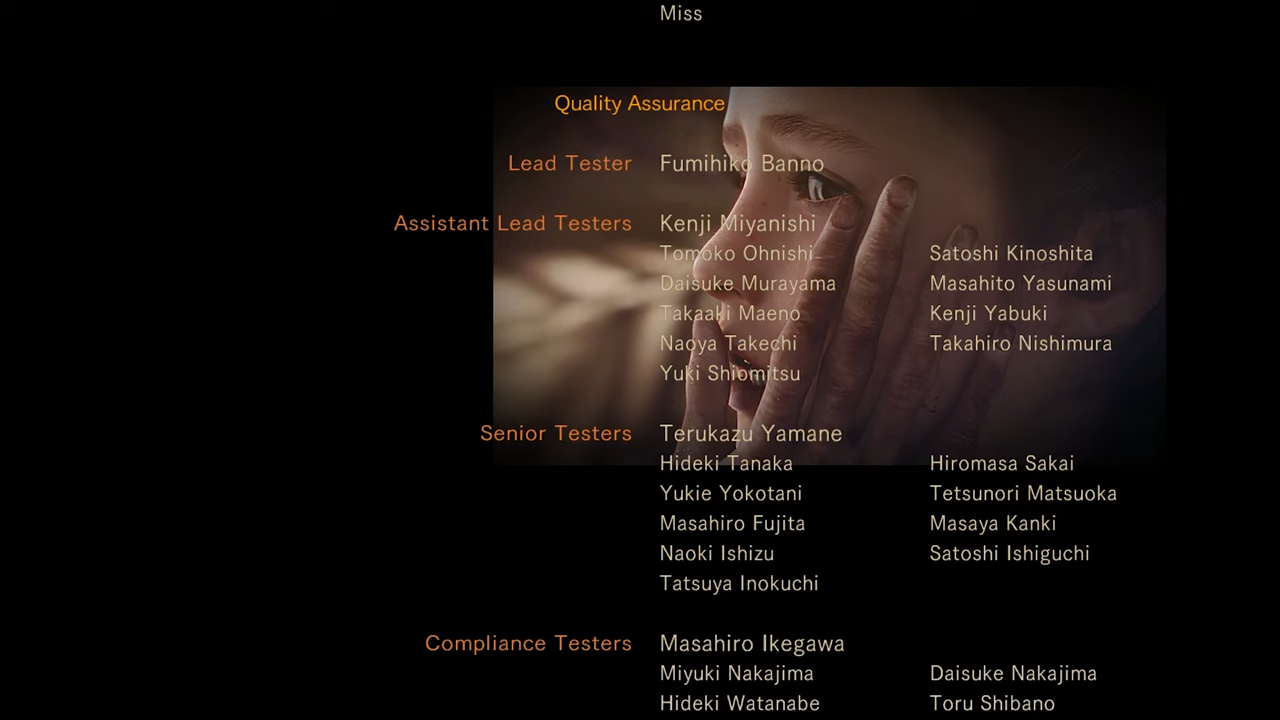 Miss
Quality Assurance
Lead Tester Fumihiko Banno
Assistant Lead Testers Kenji Miyanishi
Tomoko Ohnishi Satoshi Kinoshita
Daisuke Murayama Masahito Yasunami
Takaaki Maeno Kenji Yabuki
Naoya Takechi Takahiro Nishimura
Yuki Shiomitsu
Senior Testers Terukazu Yamane
Hideki Tanaka Hiromasa Sakai
Yukie Yokotani Tetsunori Matsuoka
Masahiro Fujita Masaya Kanki
Naoki Ishizu Satoshi Ishiguchi
Tatsuya Inokuchi
Compliance Testers Masahiro Ikegawa
Miyuki Nakajima Daisuke Nakajima
Hideki Watanabe Toru Shibano